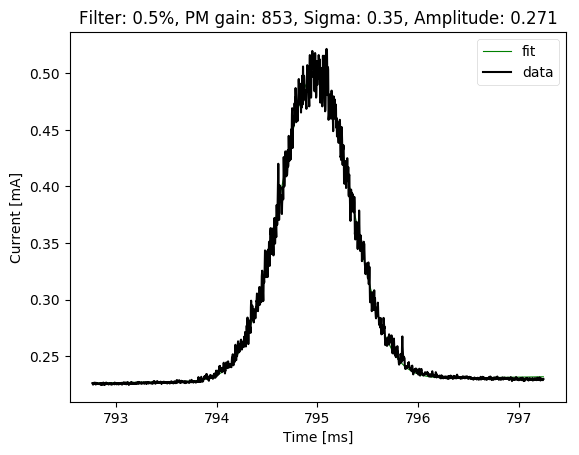 Filter: 0.5%, PM gain: 853, Sigma: 0.35, Amplitude: 0.271
fit
data
0.50
0.45
0.40
0.35
0.30
0.25
Current [mA]
793
794
795
796
797
Time [ms]